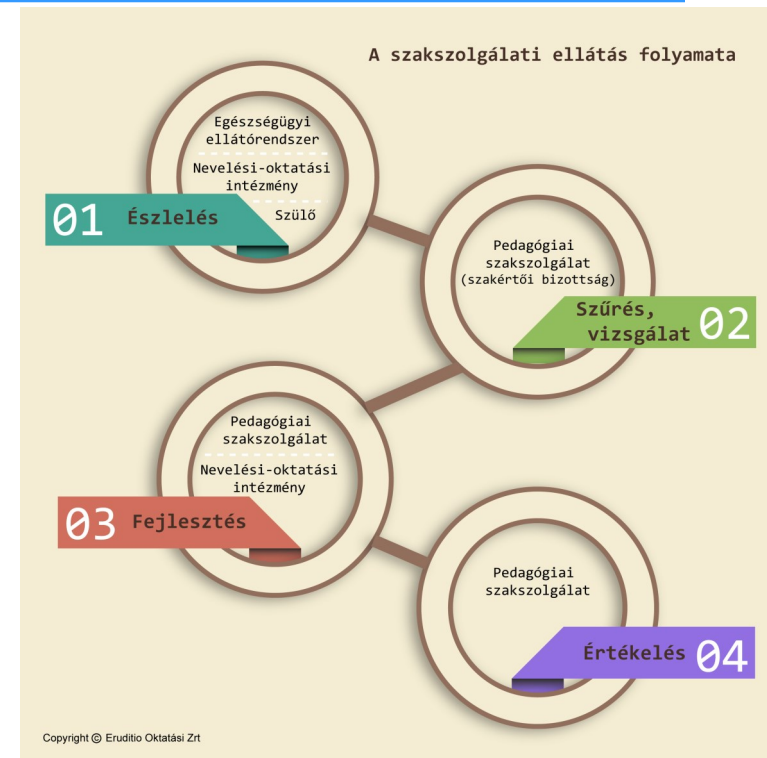 A szakszolgálati ellátás folyamata
Egészségügyi
ellátórendszer
Nevelési-oktatási
intézmény
Szülő
01 Észlelés
Pedagógiai
szakszolgálat
(szakértői bizottság)
Szűrés,
vizsgálat 02
Pedagógiai
szakszolgálat
Nevelési-oktatási
intézmény
03 Fejlesztés
Pedagógiai
szakszolgálat
Értékelés 04
Copyright © Eruditio Oktatási Zrt